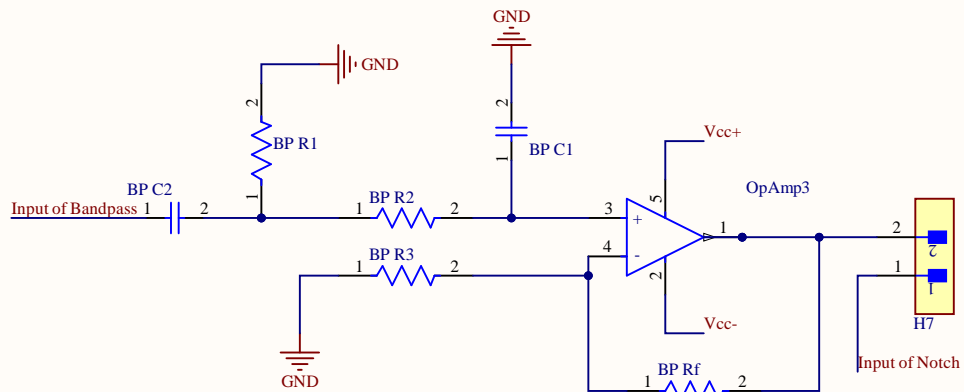 GND
GND
2
2
BP R1
BP C1
1
1
Vcc+
OpAmp3
BP C2
Input of Bandpass
1
2
1
BP R2
2
3
+
5
1
2
2
4
-
BP R3
1
2
2
1
1
Vcc-
H7
GND
Input of Notch
BP Rf
1
2